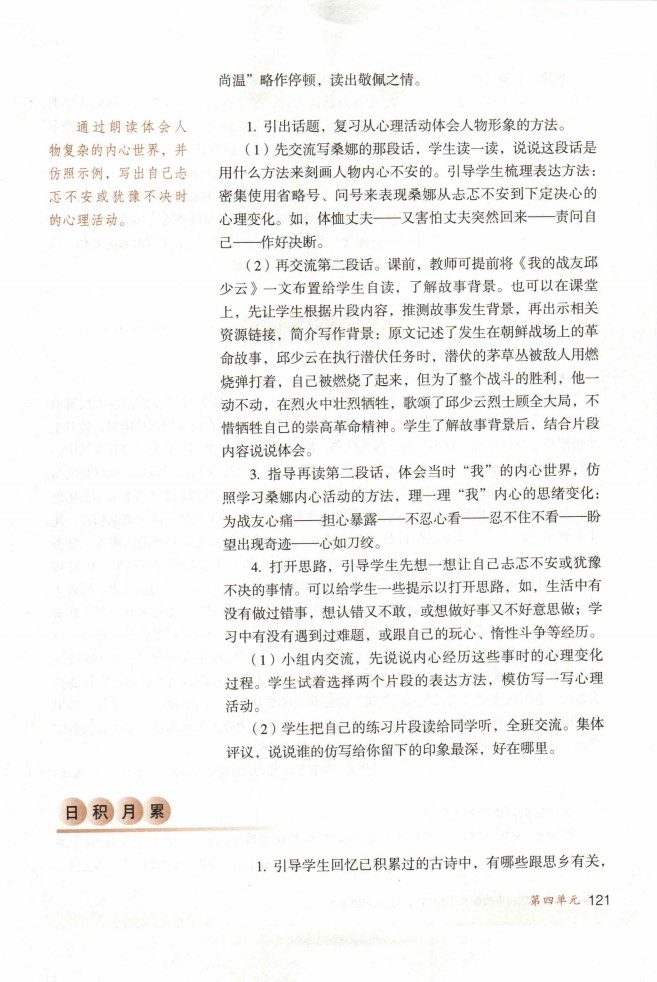 尚温”略作停顿，读出敬佩之情。
通过朗读体会人
物复杂的内心世界，并
仿照示例，写出自己忐
忑不安或犹豫不决时
的心理活动。
1. 引出话题，复习从心理活动体会人物形象的方法。
（1）先交流写桑娜的那段话，学生读一读，说说这段话是
用什么方法来刻画人物内心不安的。引导学生梳理表达方法：
密集使用省略号、问号来表现桑娜从忐忑不安到下定决心的
心理变化。如，体恤丈夫——又害怕丈夫突然回来——责问自
己——作好决断。
（2）再交流第二段话。课前，教师可提前将《我的战友邱
少云》一文布置给学生自读，了解故事背景。也可以在课堂
上，先让学生根据片段内容，推测故事发生背景，再出示相关
资源链接，简介写作背景：原文记述了发生在朝鲜战场上的革
命故事，邱少云在执行潜伏任务时，潜伏的茅草丛被敌人用燃
烧弹打着，自己被燃烧了起来，但为了整个战斗的胜利，他一
动不动，在烈火中壮烈牺牲，歌颂了邱少云烈士顾全大局，不
惜牺牲自己的崇高革命精神。学生了解故事背景后，结合片段
内容说说体会。
3. 指导再读第二段话，体会当时“我”的内心世界，仿
照学习桑娜内心活动的方法，理一理“我”内心的思绪变化：
为战友心痛——担心暴露——不忍心看——忍不住不看——盼
望出现奇迹——心如刀绞。
4. 打开思路，引导学生先想一想让自己忐忑不安或犹豫
不决的事情。可以给学生一些提示以打开思路，如，生活中有
没有做过错事，想认错又不敢，或想做好事又不好意思做；学
习中有没有遇到过难题，或跟自己的玩心、惰性斗争等经历。
（1）小组内交流，先说说内心经历这些事时的心理变化
过程。学生试着选择两个片段的表达方法，模仿写一写心理
活动。
（2）学生把自己的练习片段读给同学听，全班交流。集体
评议，说说谁的仿写给你留下的印象最深，好在哪里。
日积月累
1. 引导学生回忆已积累过的古诗中，有哪些跟思乡有关，
第四单元 121